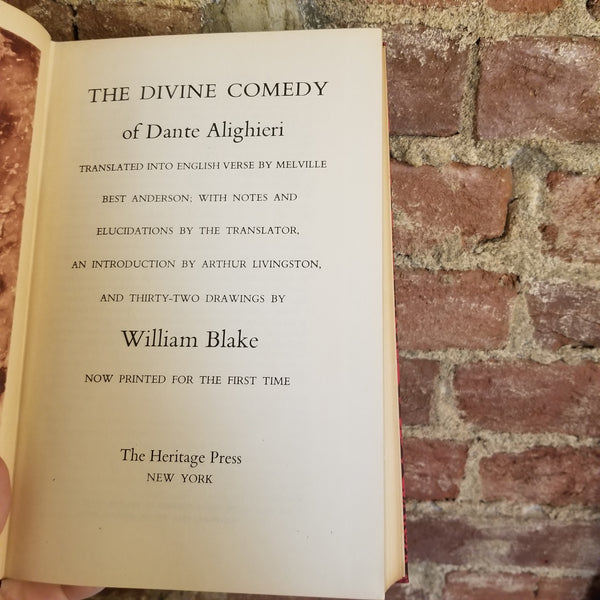 THE DIVINE COMEDY
of Dante Alighieri
TRANSLATED INTO ENGLISH VERSE BY MELVILLE
BEST ANDERSON; WITH NOTES AND
ELUCIDATIONS BY THE TRANSLATOR,
AN INTRODUCTION BY ARTHUR LIVINGSTON,
AND THIRTY-TWO DRAWINGS BY
William Blake
NOW PRINTED FOR THE FIRST TIME
The Heritage Press
NEW YORK